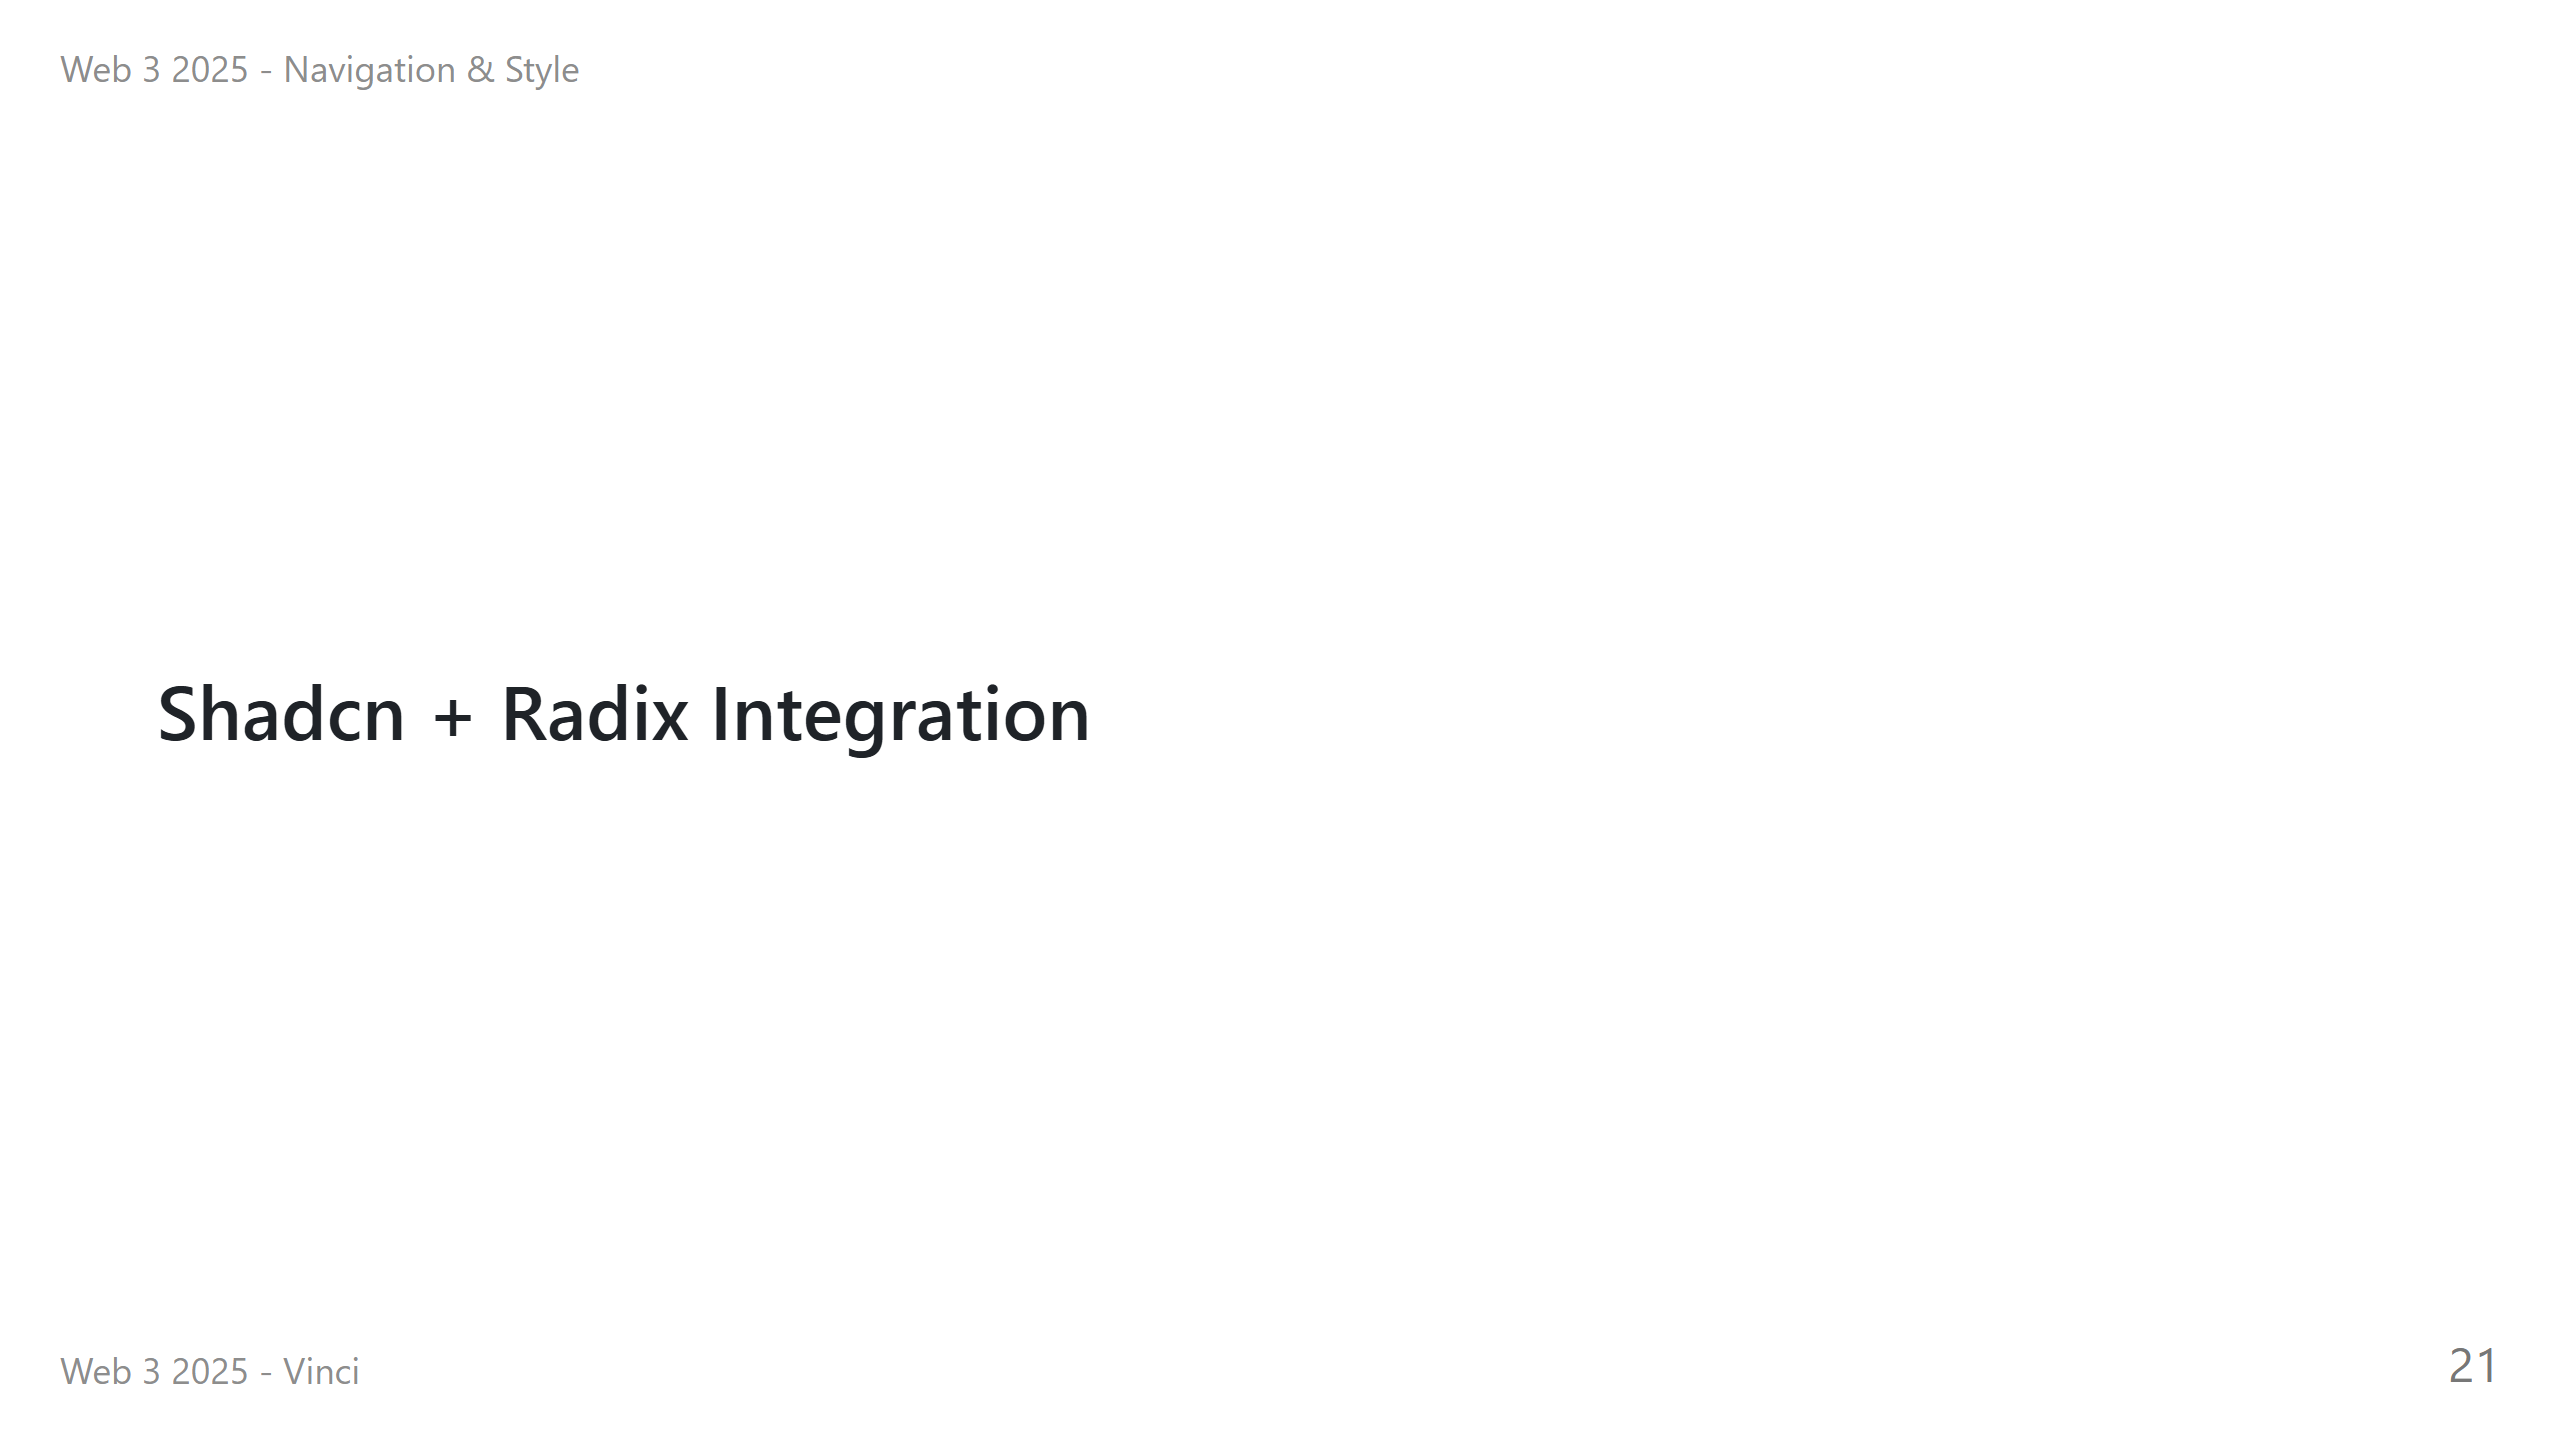 Web 3 2025 - Navigation & Style
Shadcn + Radix Integration
Web 3 2025 - Vinci
21